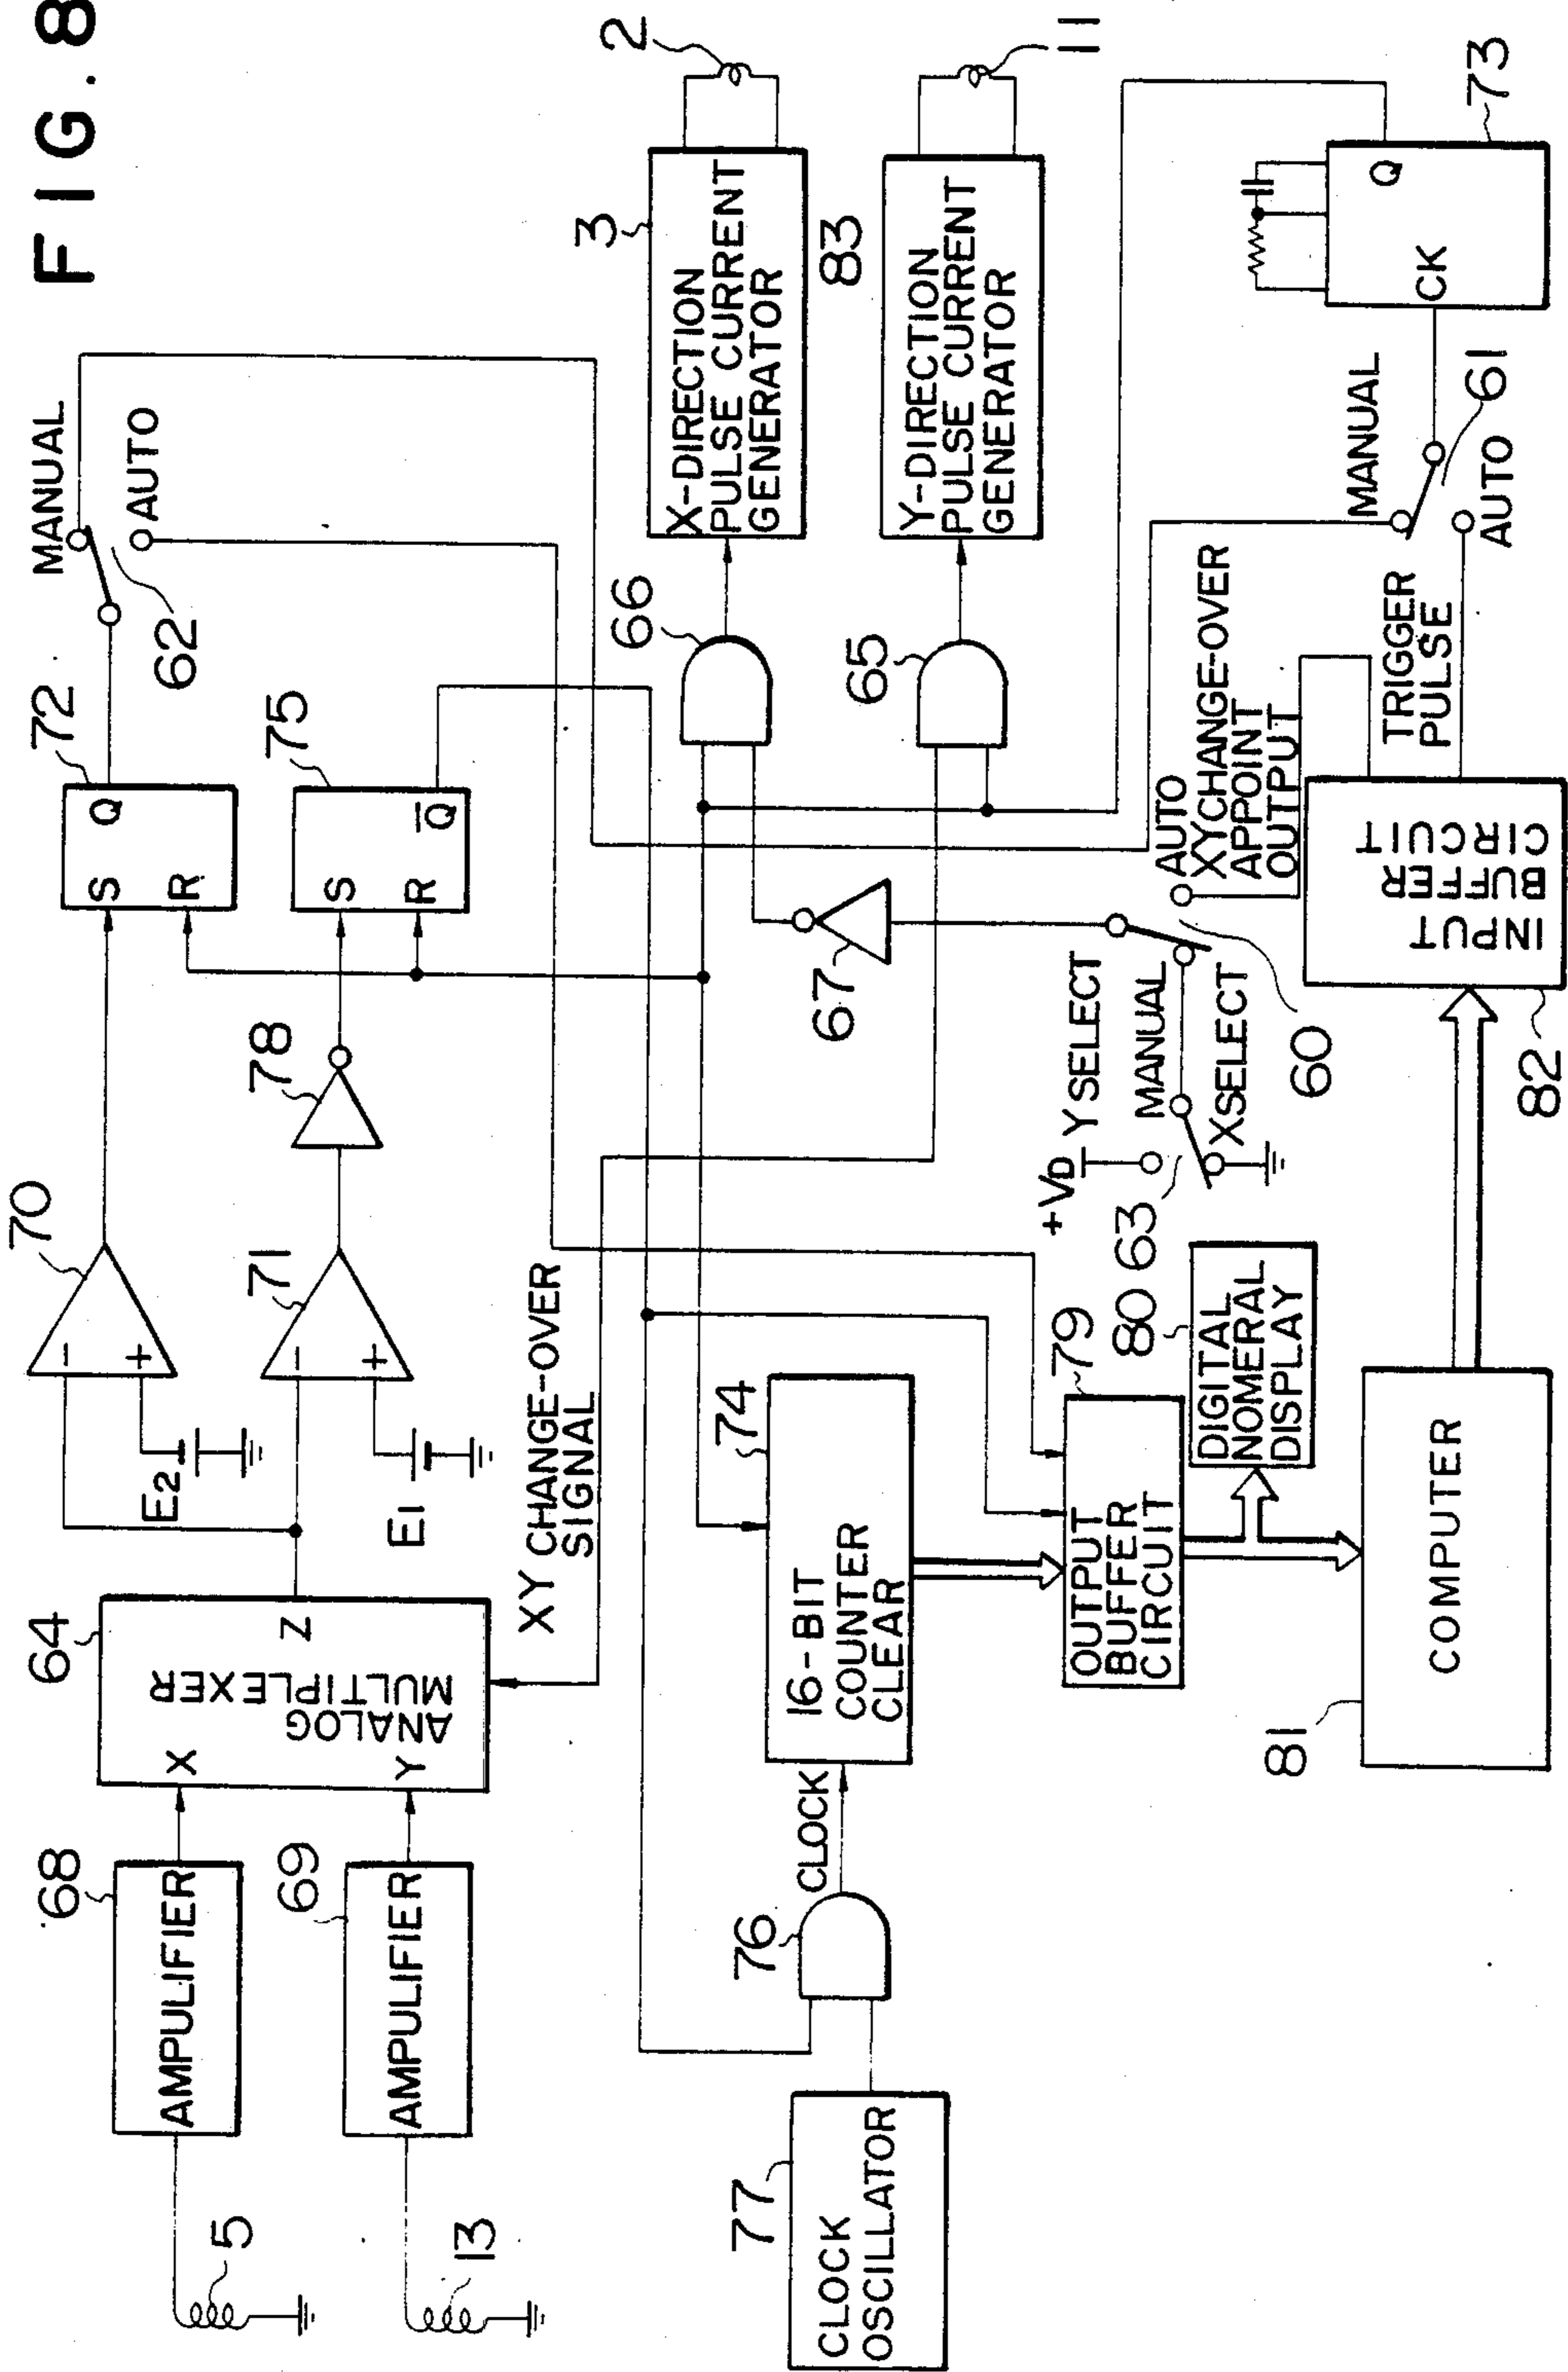 FIG. 8
68
AMPULIFIER
5
69
AMPULIFIER
13
64
X
Y
Z
ANALOG
MULTIPLEXER
70
-
+
E2
71
-
+
E1
78
72
S
R
Q
75
S
R
Q̅
MANUAL
AUTO
62
XY CHANGE-OVER
SIGNAL
66
65
67
3
X-DIRECTION
PULSE CURRENT
GENERATOR
2
83
Y-DIRECTION
PULSE CURRENT
GENERATOR
11
77
CLOCK
OSCILLATOR
76
CLOCK
74
16-BIT
COUNTER
CLEAR
79
OUTPUT
BUFFER
CIRCUIT
80
DIGITAL
NOMERAL
DISPLAY
81
COMPUTER
+VD
Y SELECT
63
MANUAL
X SELECT
60
AUTO
XYCHANGE-OVER
APPOINT
OUTPUT
82
INPUT
BUFFER
CIRCUIT
TRIGGER
PULSE
MANUAL
AUTO
61
73
CK
Q